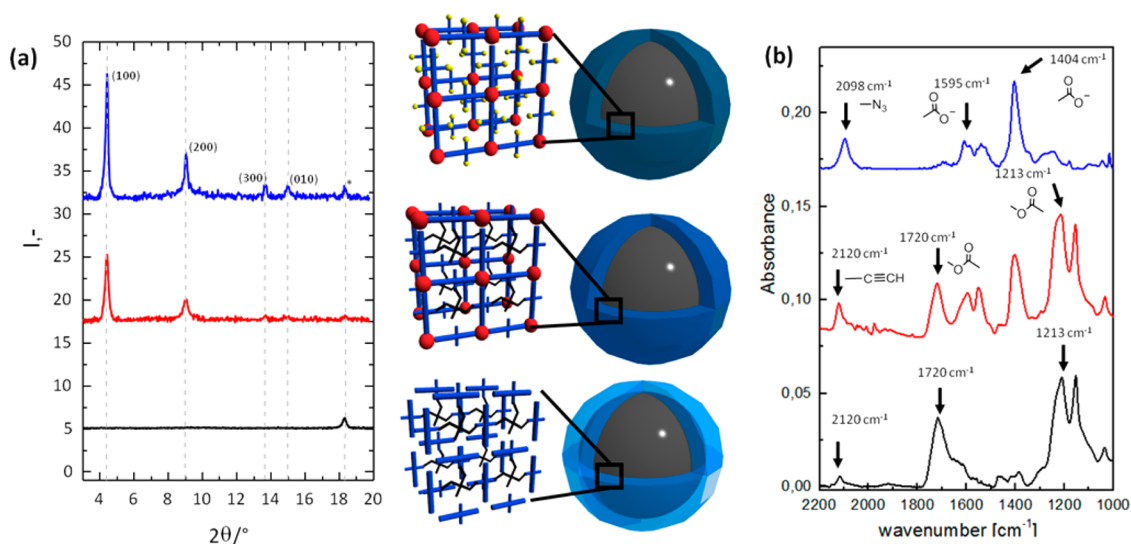 (a)
I,-
50
45
40
35
30
25
20
15
10
5
0
(100)
(200)
(300)
(010)
*
4 6 8 10 12 14 16 18 20
2θ/°
(b)
Absorbance
0,20
0,15
0,10
0,05
0,00
2098 cm-1
—N3
1595 cm-1
O
O−
1404 cm-1
O
O−
2120 cm-1
—C≡CH
1720 cm-1
O
O
1213 cm-1
O
O
2120 cm-1
1720 cm-1
1213 cm-1
2200 2000 1800 1600 1400 1200 1000
wavenumber [cm-1]